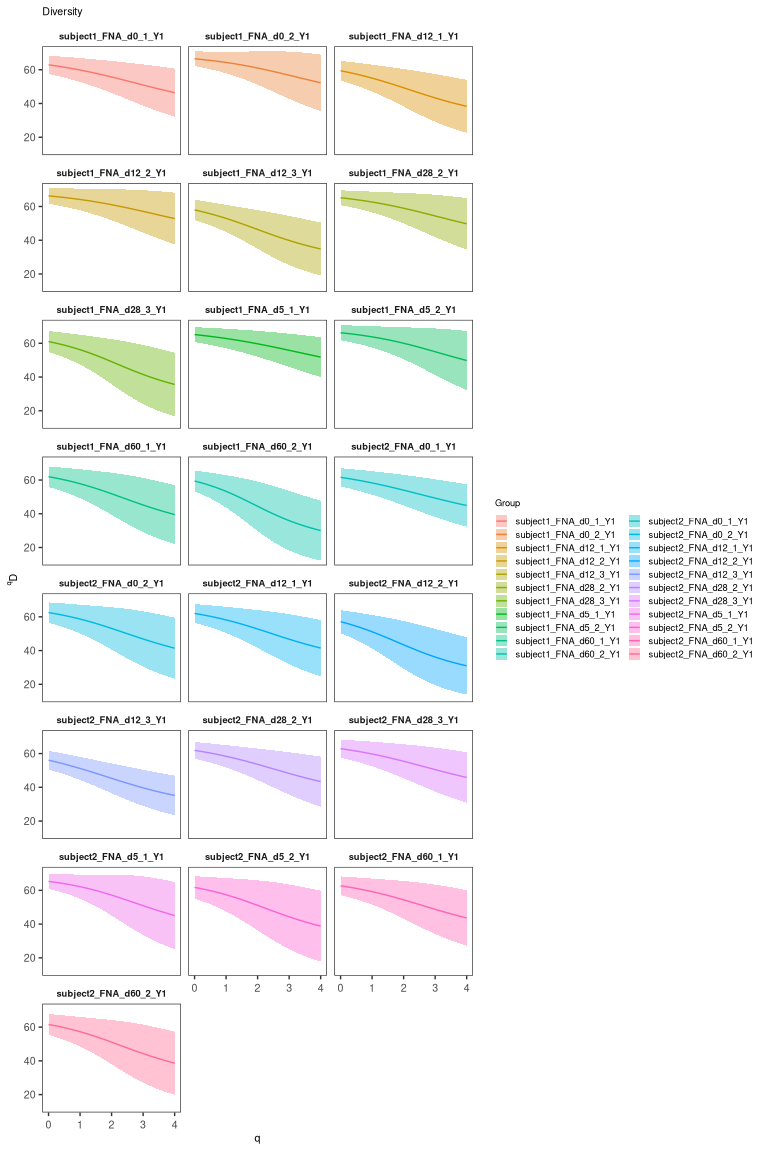 Diversity
subject1_FNA_d0_1_Y1 subject1_FNA_d0_2_Y1 subject1_FNA_d12_1_Y1
60
40
20
subject1_FNA_d12_2_Y1 subject1_FNA_d12_3_Y1 subject1_FNA_d28_2_Y1
60
40
20
subject1_FNA_d28_3_Y1 subject1_FNA_d5_1_Y1 subject1_FNA_d5_2_Y1
60
40
20
subject1_FNA_d60_1_Y1 subject1_FNA_d60_2_Y1 subject2_FNA_d0_1_Y1
60
40
20
subject2_FNA_d0_2_Y1 subject2_FNA_d12_1_Y1 subject2_FNA_d12_2_Y1
60
40
20
subject2_FNA_d12_3_Y1 subject2_FNA_d28_2_Y1 subject2_FNA_d28_3_Y1
60
40
20
subject2_FNA_d5_1_Y1 subject2_FNA_d5_2_Y1 subject2_FNA_d60_1_Y1
60
40
20
0 1 2 3 4 0 1 2 3 4
subject2_FNA_d60_2_Y1
60
40
20
0 1 2 3 4
q
qD
Group
subject1_FNA_d0_1_Y1 subject2_FNA_d0_1_Y1
subject1_FNA_d0_2_Y1 subject2_FNA_d0_2_Y1
subject1_FNA_d12_1_Y1 subject2_FNA_d12_1_Y1
subject1_FNA_d12_2_Y1 subject2_FNA_d12_2_Y1
subject1_FNA_d12_3_Y1 subject2_FNA_d12_3_Y1
subject1_FNA_d28_2_Y1 subject2_FNA_d28_2_Y1
subject1_FNA_d28_3_Y1 subject2_FNA_d28_3_Y1
subject1_FNA_d5_1_Y1 subject2_FNA_d5_1_Y1
subject1_FNA_d5_2_Y1 subject2_FNA_d5_2_Y1
subject1_FNA_d60_1_Y1 subject2_FNA_d60_1_Y1
subject1_FNA_d60_2_Y1 subject2_FNA_d60_2_Y1